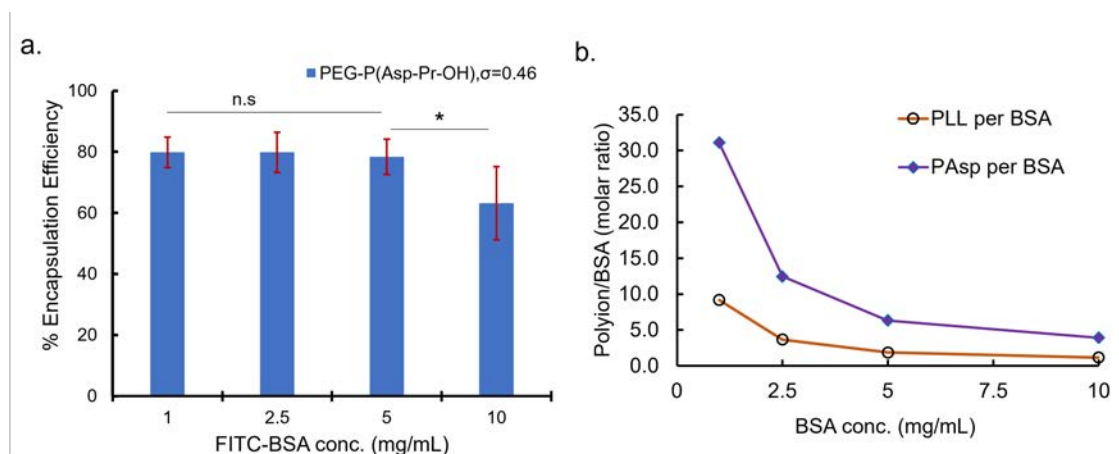 a.
PEG-P(Asp-Pr-OH),σ=0.46
n.s
*
% Encapsulation Efficiency
100
80
60
40
20
0
1
2.5
5
10
FITC-BSA conc. (mg/mL)
b.
PLL per BSA
PAsp per BSA
Polyion/BSA (molar ratio)
35.0
30.0
25.0
20.0
15.0
10.0
5.0
0.0
0
2.5
5
7.5
10
BSA conc. (mg/mL)